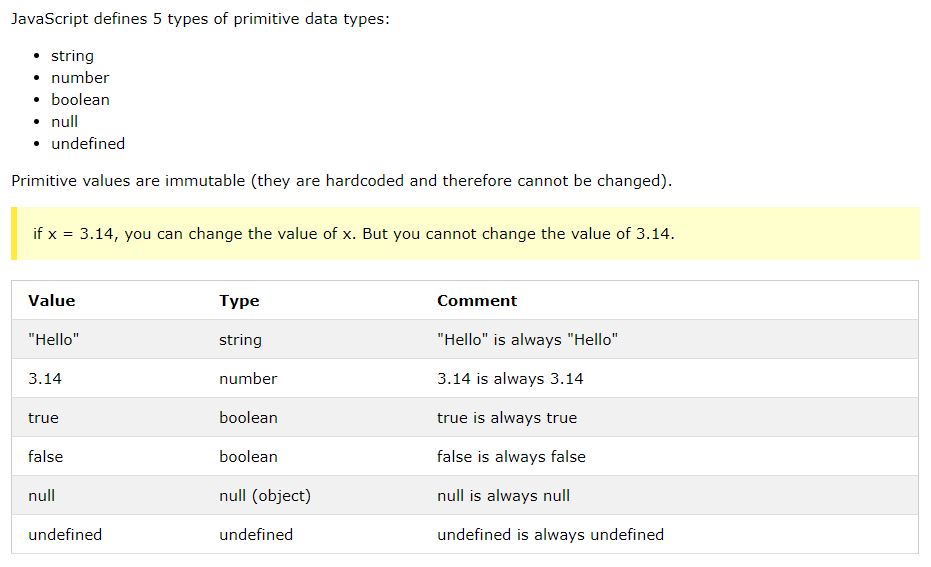 JavaScript defines 5 types of primitive data types:
string
number
boolean
null
undefined
Primitive values are immutable (they are hardcoded and therefore cannot be changed).
if x = 3.14, you can change the value of x. But you cannot change the value of 3.14.
Value Type Comment
"Hello" string "Hello" is always "Hello"
3.14 number 3.14 is always 3.14
true boolean true is always true
false boolean false is always false
null null (object) null is always null
undefined undefined undefined is always undefined